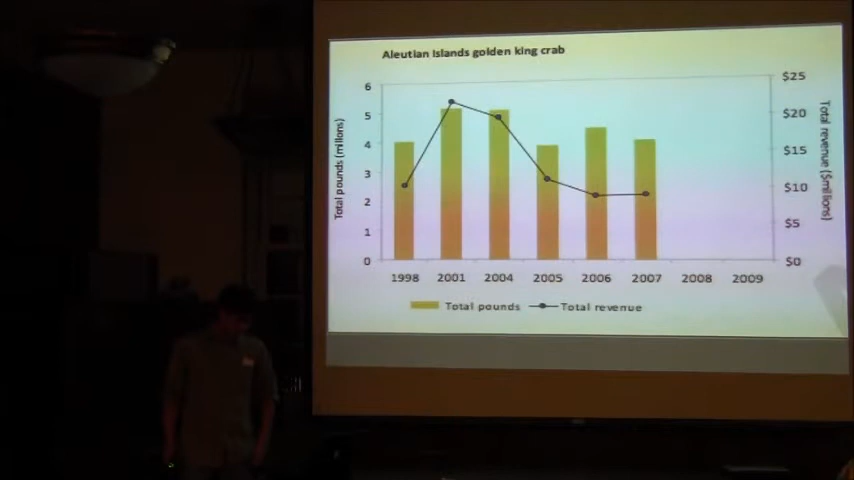 Aleutian Islands golden king crab
6
5
4
3
2
1
0
Total pounds (millons)
$25
$20
$15
$10
$5
$0
Total revenue ($millions)
1998 2001 2004 2005 2006 2007 2008 2009
Total pounds Total revenue